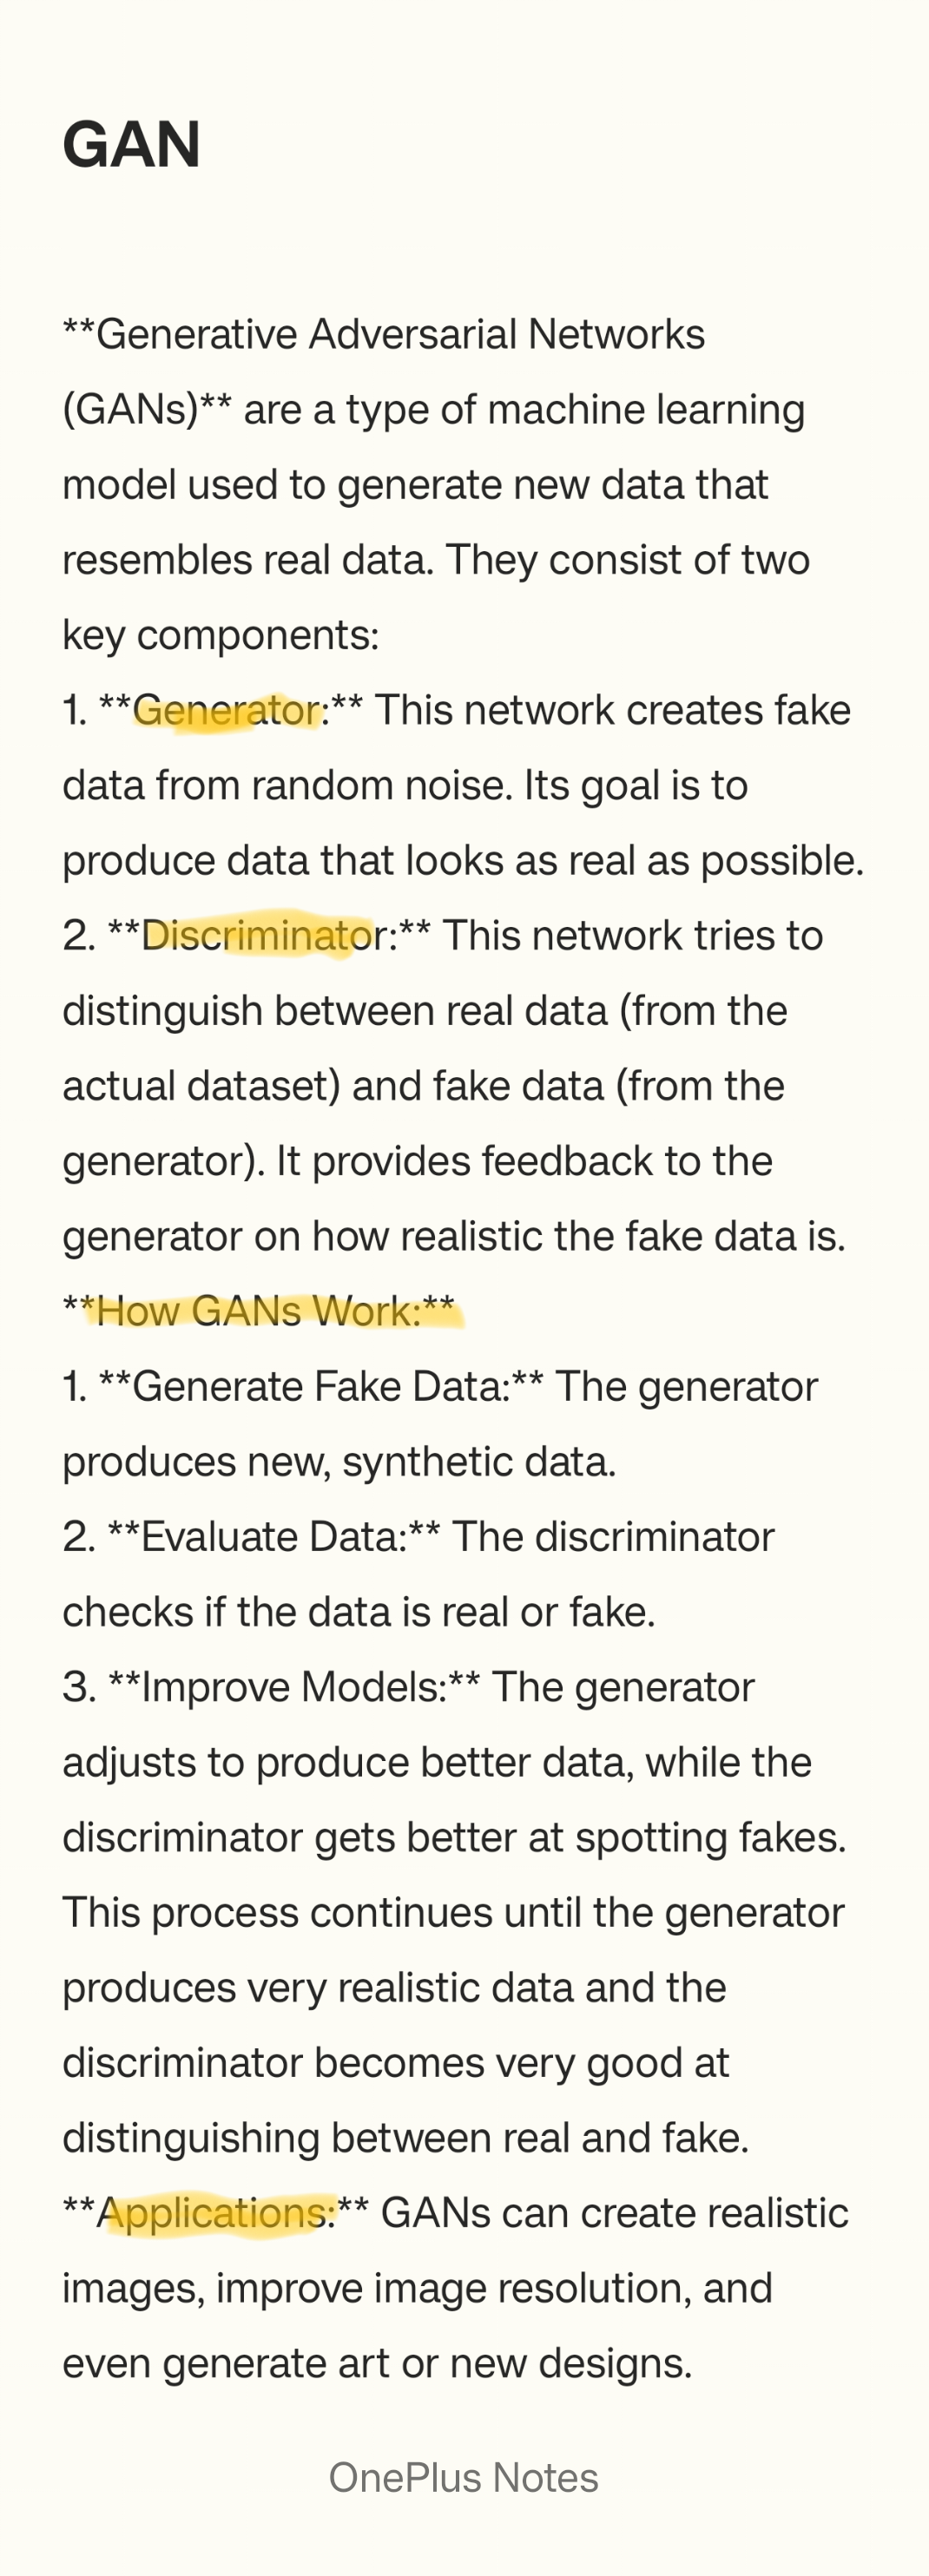 GAN
**Generative Adversarial Networks
(GANs)** are a type of machine learning
model used to generate new data that
resembles real data. They consist of two
key components:
1. **Generator:** This network creates fake
data from random noise. Its goal is to
produce data that looks as real as possible.
2. **Discriminator:** This network tries to
distinguish between real data (from the
actual dataset) and fake data (from the
generator). It provides feedback to the
generator on how realistic the fake data is.
**How GANs Work:**
1. **Generate Fake Data:** The generator
produces new, synthetic data.
2. **Evaluate Data:** The discriminator
checks if the data is real or fake.
3. **Improve Models:** The generator
adjusts to produce better data, while the
discriminator gets better at spotting fakes.
This process continues until the generator
produces very realistic data and the
discriminator becomes very good at
distinguishing between real and fake.
**Applications:** GANs can create realistic
images, improve image resolution, and
even generate art or new designs.
OnePlus Notes